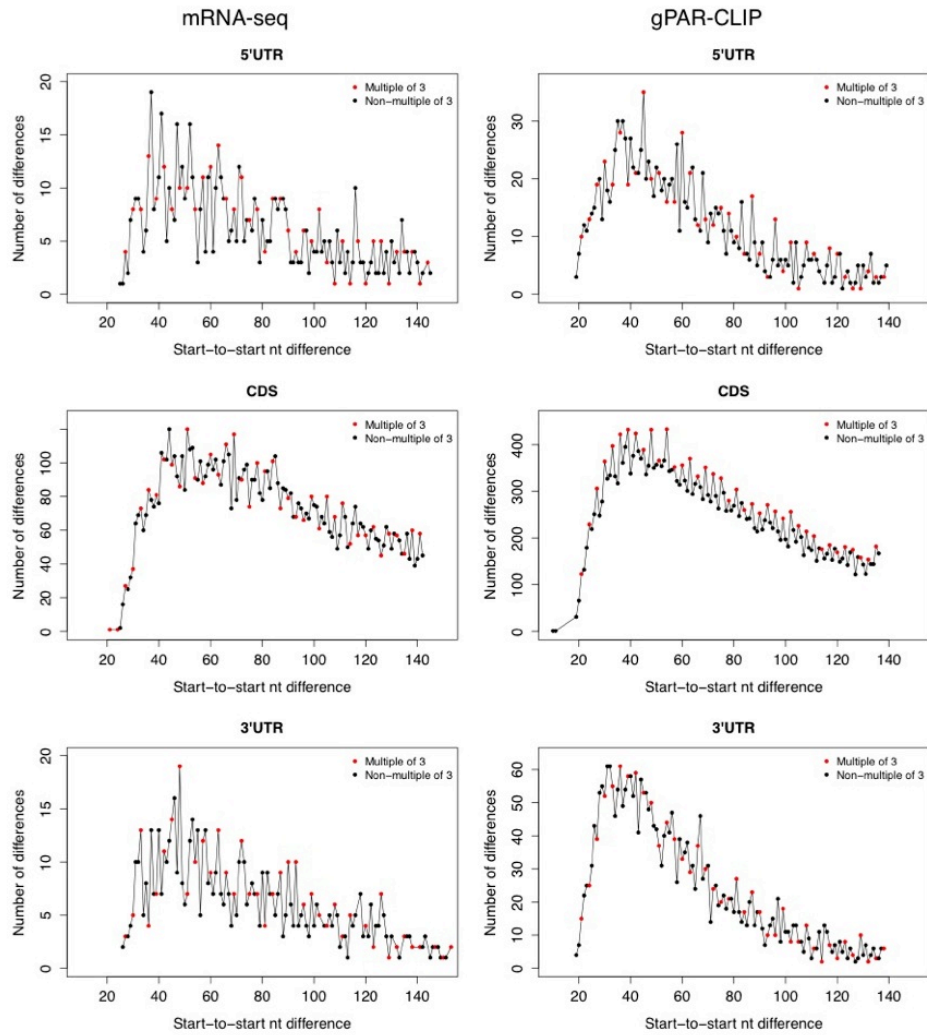 mRNA-seq
gPAR-CLIP
5'UTR
Number of differences
0 5 10 15 20
Multiple of 3
Non-multiple of 3
20 40 60 80 100 120 140
Start-to-start nt difference
5'UTR
Number of differences
0 10 20 30
Multiple of 3
Non-multiple of 3
20 40 60 80 100 120 140
Start-to-start nt difference
CDS
Number of differences
0 20 40 60 80 100
Multiple of 3
Non-multiple of 3
20 40 60 80 100 120 140
Start-to-start nt difference
CDS
Number of differences
0 100 200 300 400
Multiple of 3
Non-multiple of 3
20 40 60 80 100 120 140
Start-to-start nt difference
3'UTR
Number of differences
0 5 10 15 20
Multiple of 3
Non-multiple of 3
20 40 60 80 100 120 140
Start-to-start nt difference
3'UTR
Number of differences
0 10 20 30 40 50 60
Multiple of 3
Non-multiple of 3
20 40 60 80 100 120 140
Start-to-start nt difference